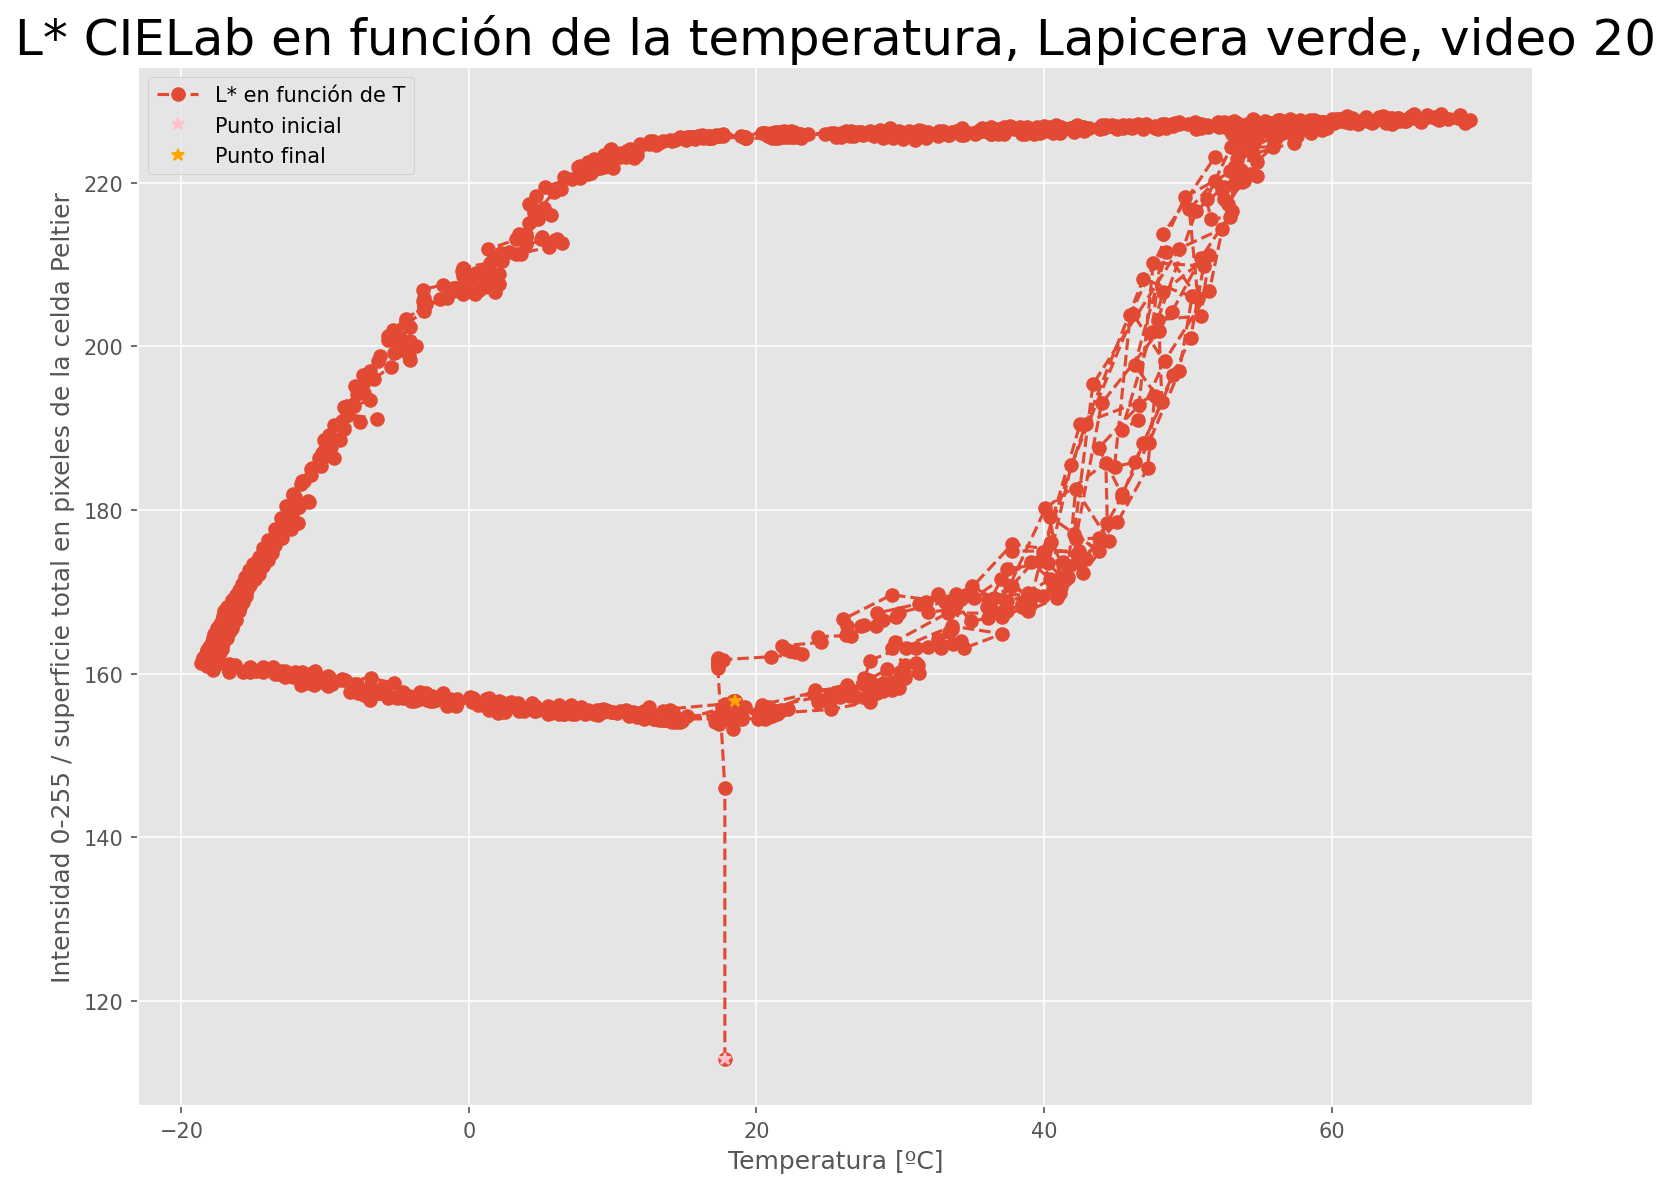 L* CIELab en función de la temperatura, Lapicera verde, video 20
L* en función de T
Punto inicial
Punto final
Intensidad 0-255 / superficie total en pixeles de la celda Peltier
220
200
180
160
140
120
−20
0
20
40
60
Temperatura [ºC]